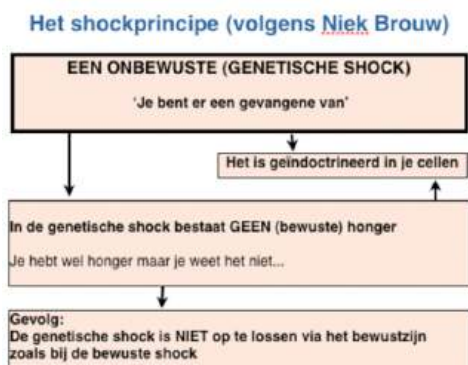 Het shockprincipe (volgens Niek Brouw)
EEN ONBEWUSTE (GENETISCHE SHOCK)
'Je bent er een gevangene van'
Het is geïndoctrineerd in je cellen
In de genetische shock bestaat GEEN (bewuste) honger
Je hebt wel honger maar je weet het niet...
Gevolg:
De genetische shock is NIET op te lossen via het bewustzijn
zoals bij de bewuste shock